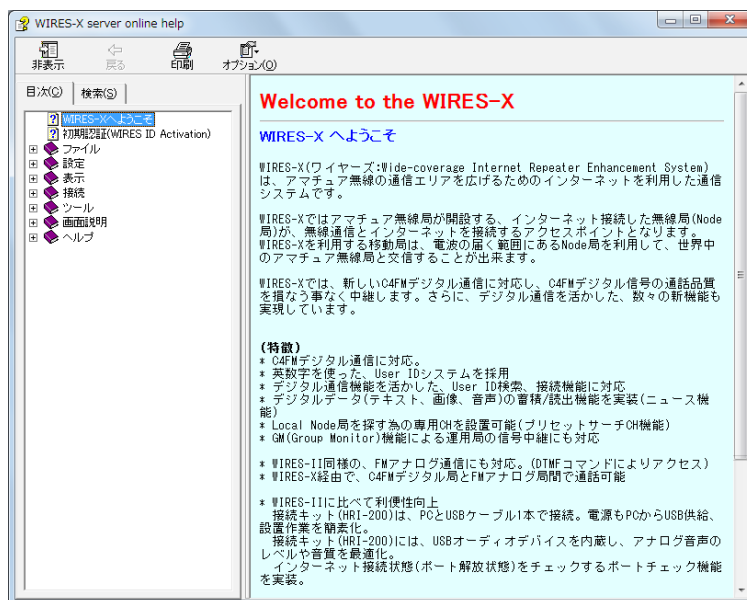 WIRES-X server online help
非表示
戻る
印刷
オプション(O)
目次(C)
検索(S)
WIRES-Xへようこそ
初期認証(WIRES ID Activation)
ファイル
設定
表示
接続
ツール
画面説明
ヘルプ
Welcome to the WIRES-X
WIRES-X へようこそ
WIRES-X(ワイヤーズ:Wide-coverage Internet Repeater Enhancement System)
は、アマチュア無線の通信エリアを広げるためのインターネットを利用した通信
システムです。
WIRES-Xではアマチュア無線局が開設する、インターネット接続した無線局(Node
局)が、無線通信とインターネットを接続するアクセスポイントとなります。
WIRES-Xを利用する移動局は、電波の届く範囲にあるNode局を利用して、世界中
のアマチュア無線局と交信することが出来ます。
WIRES-Xでは、新しいC4FMデジタル通信に対応し、C4FMデジタル信号の通話品質
を損なう事なく中継します。さらに、デジタル通信を活かした、数々の新機能も
実現しています。
(特徴)
* C4FMデジタル通信に対応。
* 英数字を使った、User IDシステムを採用
* デジタル通信機能を活かした、User ID検索、接続機能に対応
* デジタルデータ(テキスト、画像、音声)の蓄積/読出機能を実装(ニュース機
能)
* Local Node局を探す為の専用CHを設置可能(プリセットサーチCH機能)
* GM(Group Monitor)機能による運用局の信号中継にも対応
* WIRES-II同様の、FMアナログ通信にも対応。(DTMFコマンドによりアクセス)
* WIRES-X経由で、C4FMデジタル局とFMアナログ局間で通話可能
* WIRES-IIに比べて利便性向上
接続キット(HRI-200)は、PCとUSBケーブル1本で接続。電源もPCからUSB供給、
設置作業を簡素化。
接続キット(HRI-200)には、USBオーディオデバイスを内蔵し、アナログ音声の
レベルや音質を最適化。
インターネット接続状態(ポート解放状態)をチェックするポートチェック機能
を実装。